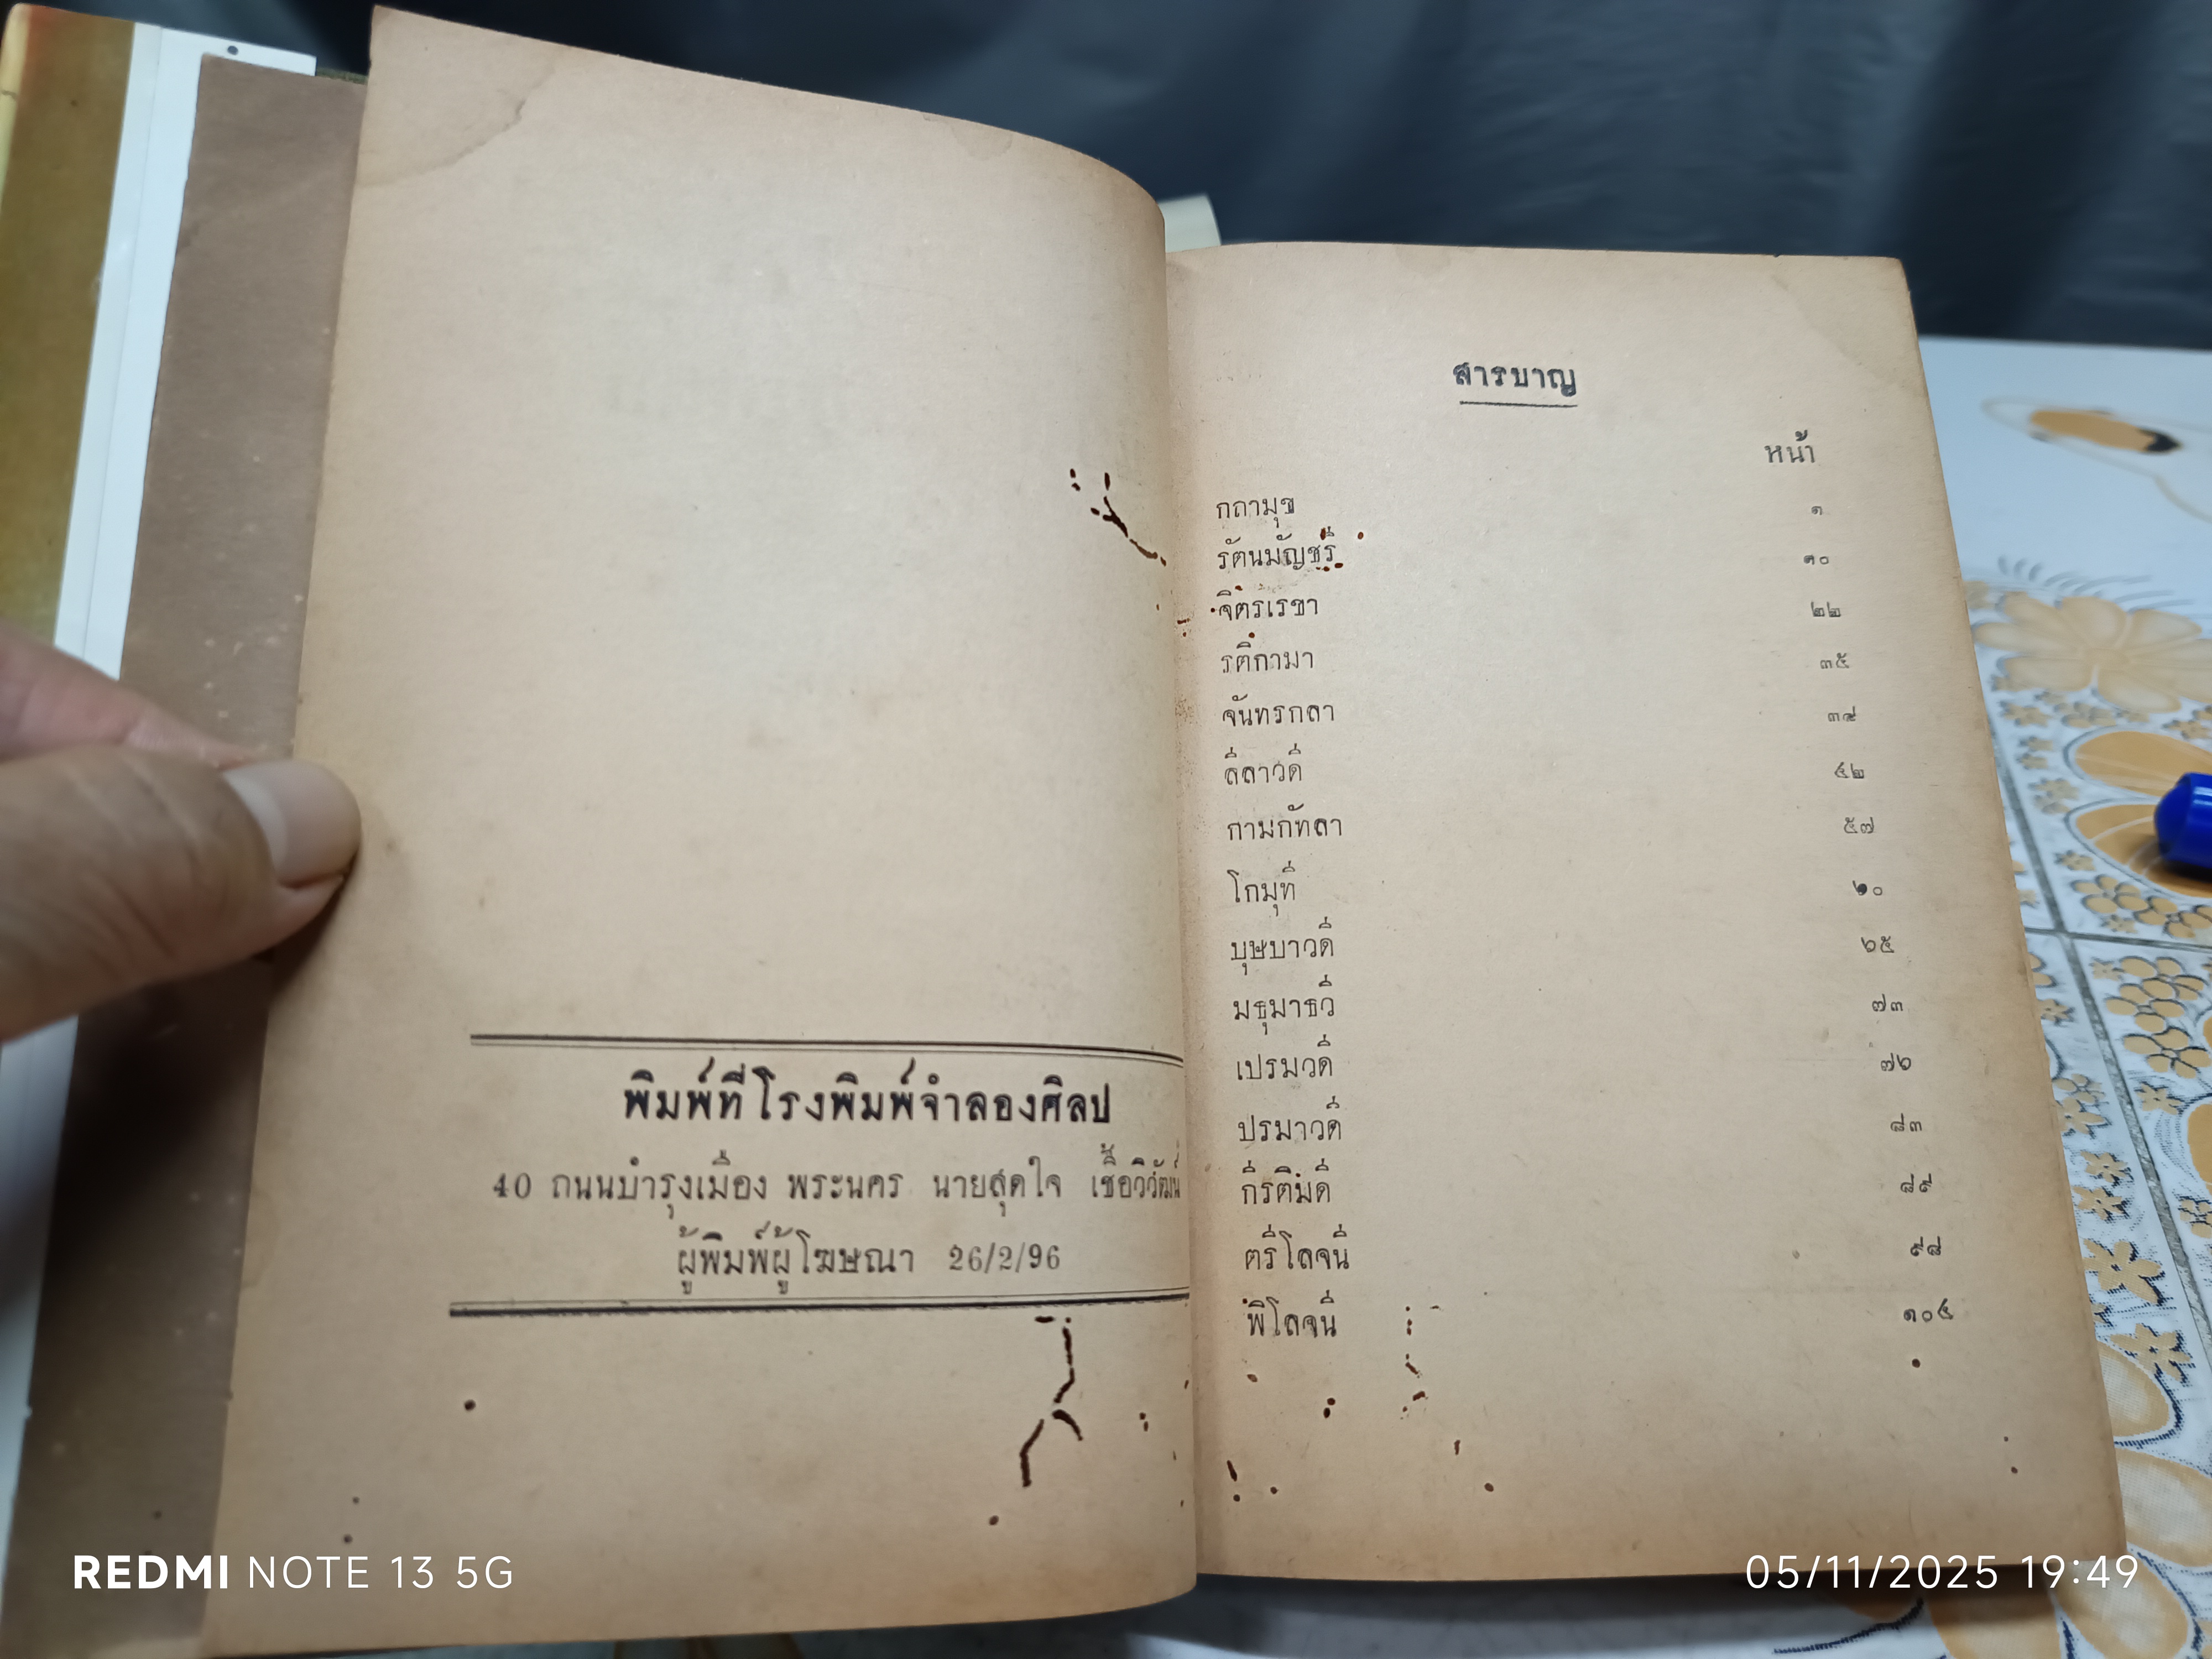 พิมพ์ที่โรงพิมพ์จำลองศิลป
40 ถนนบำรุงเมือง พระนคร นายสุดใจ เชื้อวิวัฒน์
ผู้พิมพ์ผู้โฆษณา 26/2/96
สารบาญ
หน้า
กถามุข ๑
รัตนมัญชรี ๑๐
จิตรเรขา ๒๒
รติกามา ๓๕
จันทรกลา ๓๙
ลีลาวดี ๔๒
กามกัทลา ๕๗
โกมุที ๖๐
บุษบาวดี ๖๕
มธุมาธวี ๗๓
เปรมวดี ๗๖
ปรมาวดี ๘๓
กีรติมดี ๘๙
ตรีโลจนี ๙๘
พิโลจนี ๑๐๔
REDMI NOTE 13 5G
05/11/2025 19:49